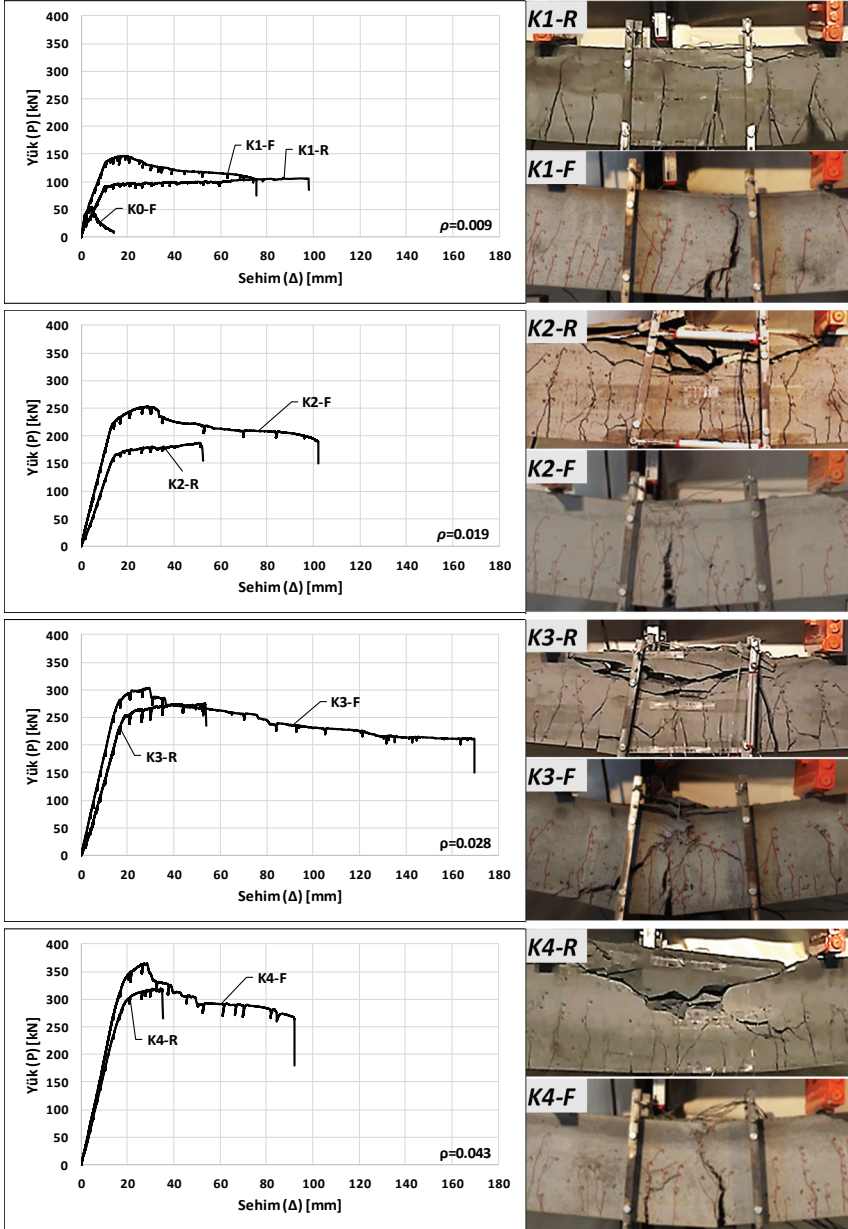 400
350
300
250
200
150
100
50
0
Yük (P) [kN]
K1-F
K1-R
K0-F
ρ=0.009
0 20 40 60 80 100 120 140 160 180
Sehim (Δ) [mm]
K1-R
K1-F
400
350
300
250
200
150
100
50
0
Yük (P) [kN]
K2-F
K2-R
ρ=0.019
0 20 40 60 80 100 120 140 160 180
Sehim (Δ) [mm]
K2-R
K2-F
400
350
300
250
200
150
100
50
0
Yük (P) [kN]
K3-F
K3-R
ρ=0.028
0 20 40 60 80 100 120 140 160 180
Sehim (Δ) [mm]
K3-R
K3-F
400
350
300
250
200
150
100
50
0
Yük (P) [kN]
K4-F
K4-R
ρ=0.043
0 20 40 60 80 100 120 140 160 180
Sehim (Δ) [mm]
K4-R
K4-F